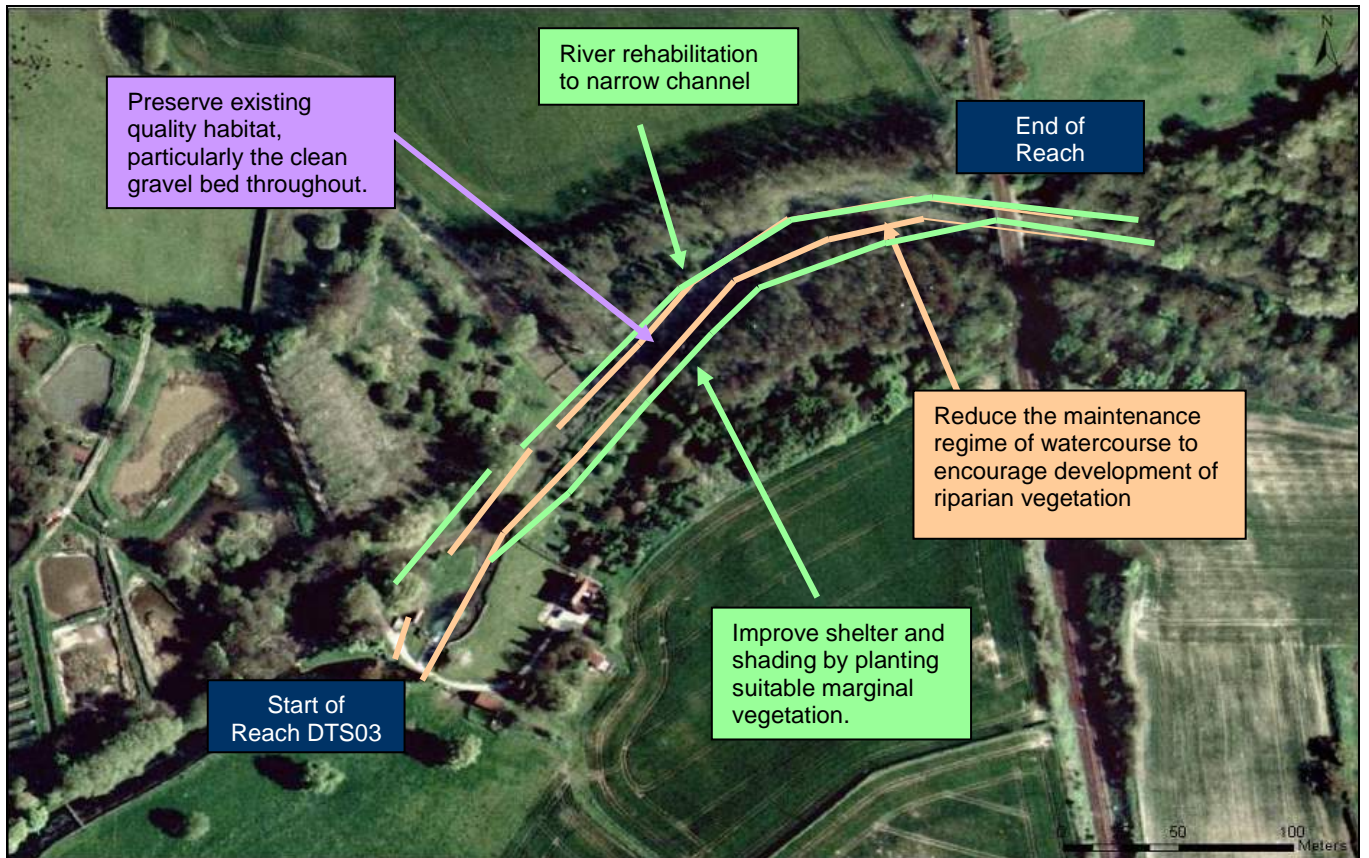 River rehabilitation
to narrow channel
N
Preserve existing
quality habitat,
particularly the clean
gravel bed throughout.
End of
Reach
Reduce the maintenance
regime of watercourse to
encourage development of
riparian vegetation
Improve shelter and
shading by planting
suitable marginal
vegetation.
Start of
Reach DTS03
0 50 100
Meters